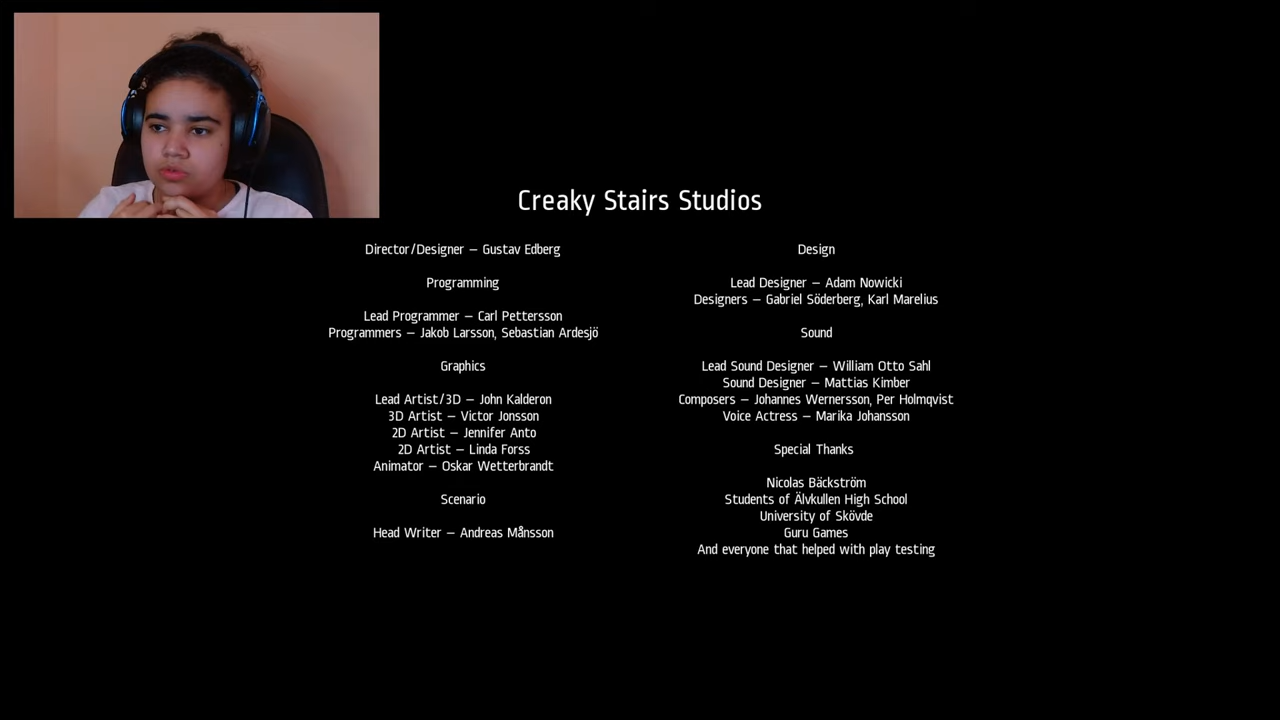 Creaky Stairs Studios
Director/Designer – Gustav Edberg
Programming
Lead Programmer – Carl Pettersson
Programmers – Jakob Larsson, Sebastian Ardesjö
Graphics
Lead Artist/3D – John Kalderon
3D Artist – Victor Jonsson
2D Artist – Jennifer Anto
2D Artist – Linda Forss
Animator – Oskar Wetterbrandt
Scenario
Head Writer – Andreas Månsson
Design
Lead Designer – Adam Nowicki
Designers – Gabriel Söderberg, Karl Marelius
Sound
Lead Sound Designer – William Otto Sahl
Sound Designer – Mattias Kimber
Composers – Johannes Wernersson, Per Holmqvist
Voice Actress – Marika Johansson
Special Thanks
Nicolas Bäckström
Students of Älvkullen High School
University of Skövde
Guru Games
And everyone that helped with play testing